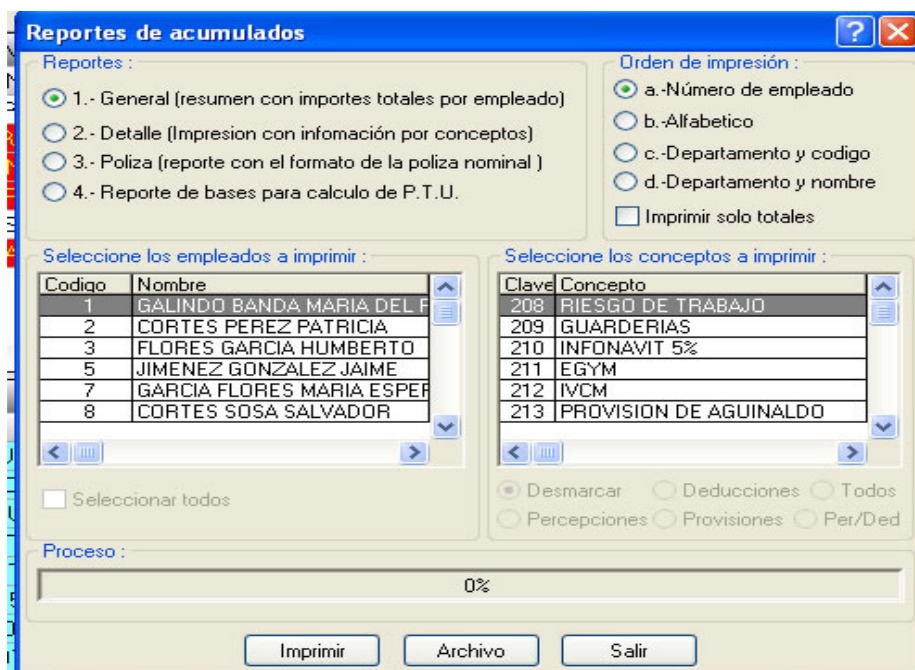 Reportes de acumulados
Reportes :
1.- General (resumen con importes totales por empleado)
2.- Detalle (Impresion con infomación por conceptos)
3.- Poliza (reporte con el formato de la poliza nominal )
4.- Reporte de bases para calculo de P.T.U.
Orden de impresión :
a.-Número de empleado
b.-Alfabetico
c.-Departamento y codigo
d.-Departamento y nombre
Imprimir solo totales
Seleccione los empleados a imprimir :
Codigo Nombre
1 GALINDO BANDA MARIA DEL
2 CORTES PEREZ PATRICIA
3 FLORES GARCIA HUMBERTO
5 JIMENEZ GONZALEZ JAIME
7 GARCIA FLORES MARIA ESPER
8 CORTES SOSA SALVADOR
Seleccionar todos
Seleccione los conceptos a imprimir :
Clave Concepto
208 RIESGO DE TRABAJO
209 GUARDERIAS
210 INFONAVIT 5%
211 EGYM
212 IVCM
213 PROVISION DE AGUINALDO
Desmarcar Deducciones Todos
Percepciones Provisiones Per/Ded
Proceso :
0%
Imprimir Archivo Salir